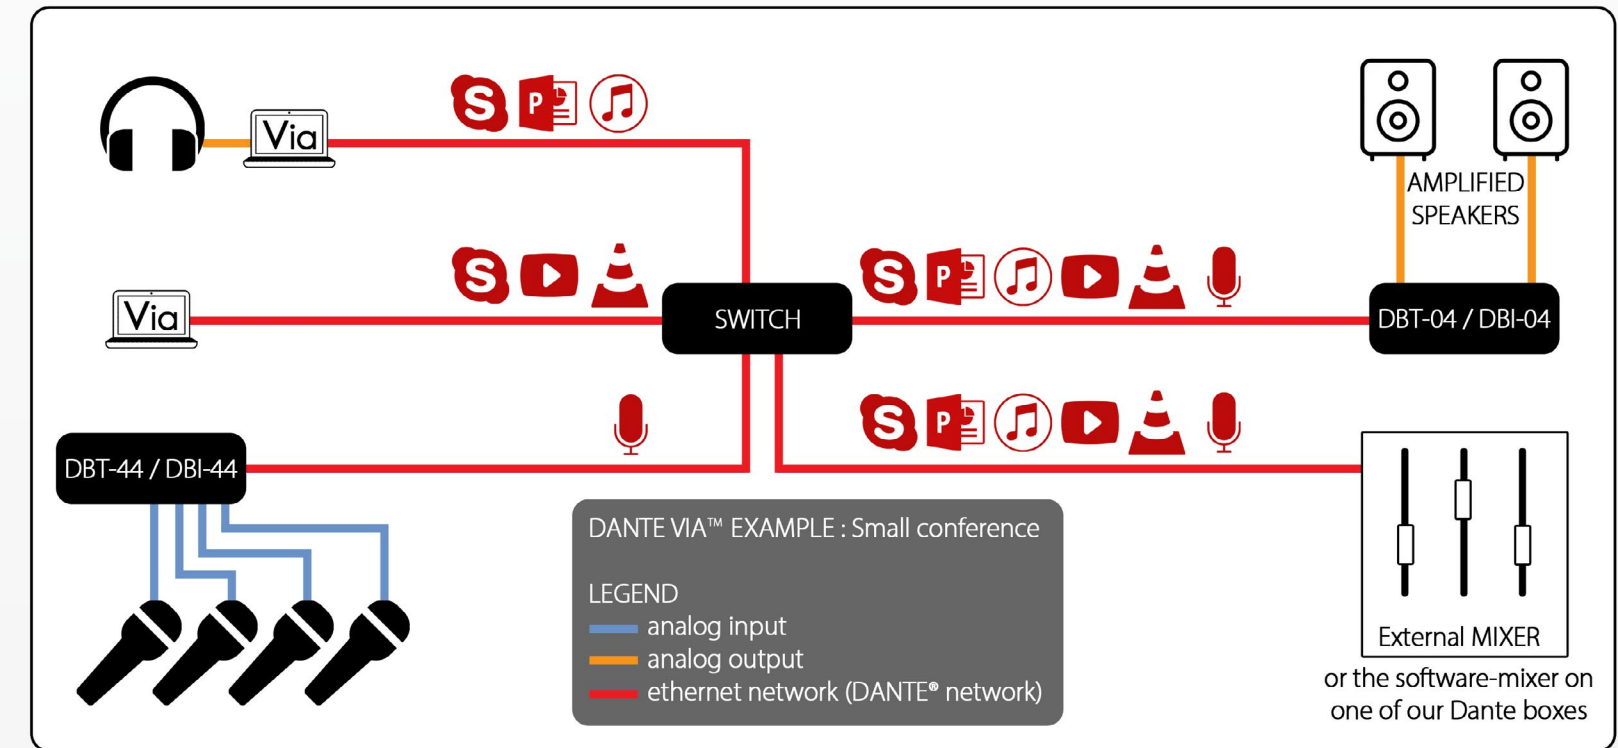 Via
AMPLIFIED
SPEAKERS
Via
SWITCH
DBT-04 / DBI-04
DBT-44 / DBI-44
DANTE VIA™ EXAMPLE : Small conference
LEGEND
analog input
analog output
ethernet network (DANTE® network)
External MIXER
or the software-mixer on
one of our Dante boxes
S P
S
S P
S P